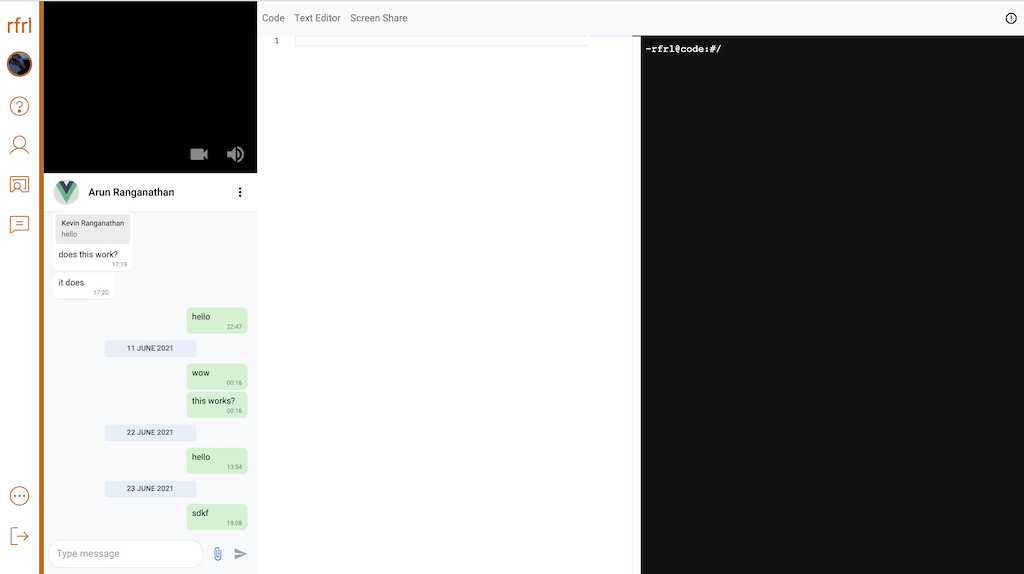 rfrl
Code Text Editor Screen Share
1
-rfrl@code:#/
Arun Ranganathan
Kevin Ranganathan
hello
does this work?
17:19
it does
17:20
hello
22:47
11 JUNE 2021
wow
00:16
this works?
00:16
22 JUNE 2021
hello
13:54
23 JUNE 2021
sdkf
19:08
Type message